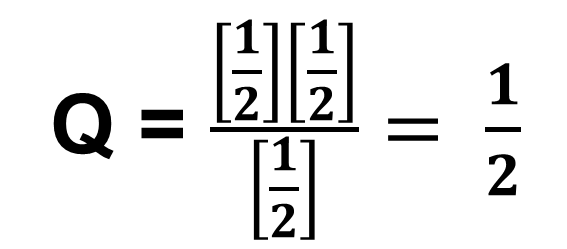 Q = [1/2][1/2] / [1/2] = 1/2